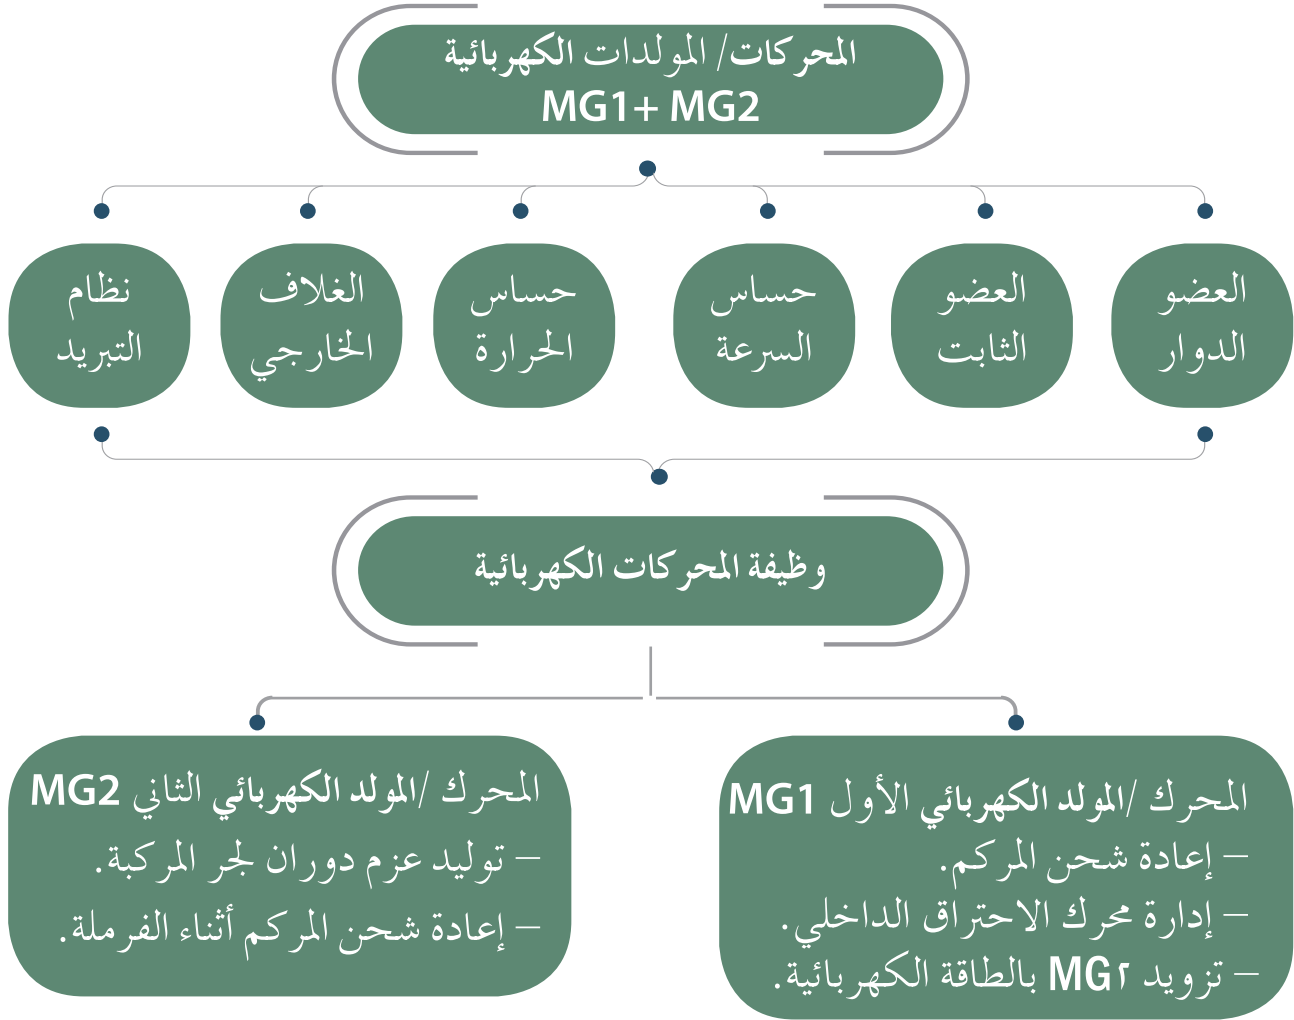 المحركات/ المولدات الكهربائية
MG1+ MG2
العضو
الدوار
العضو
الثابت
حساس
السرعة
حساس
الحرارة
الغلاف
الخارجي
نظام
التبريد
وظيفة المحركات الكهربائية
المحرك /المولد الكهربائي الأول MG1
– إعادة شحن المركم.
– إدارة محرك الاحتراق الداخلي.
– تزويد MG٢ بالطاقة الكهربائية.
المحرك /المولد الكهربائي الثاني MG2
– توليد عزم دوران لجر المركبة.
– إعادة شحن المركم أثناء الفرملة.